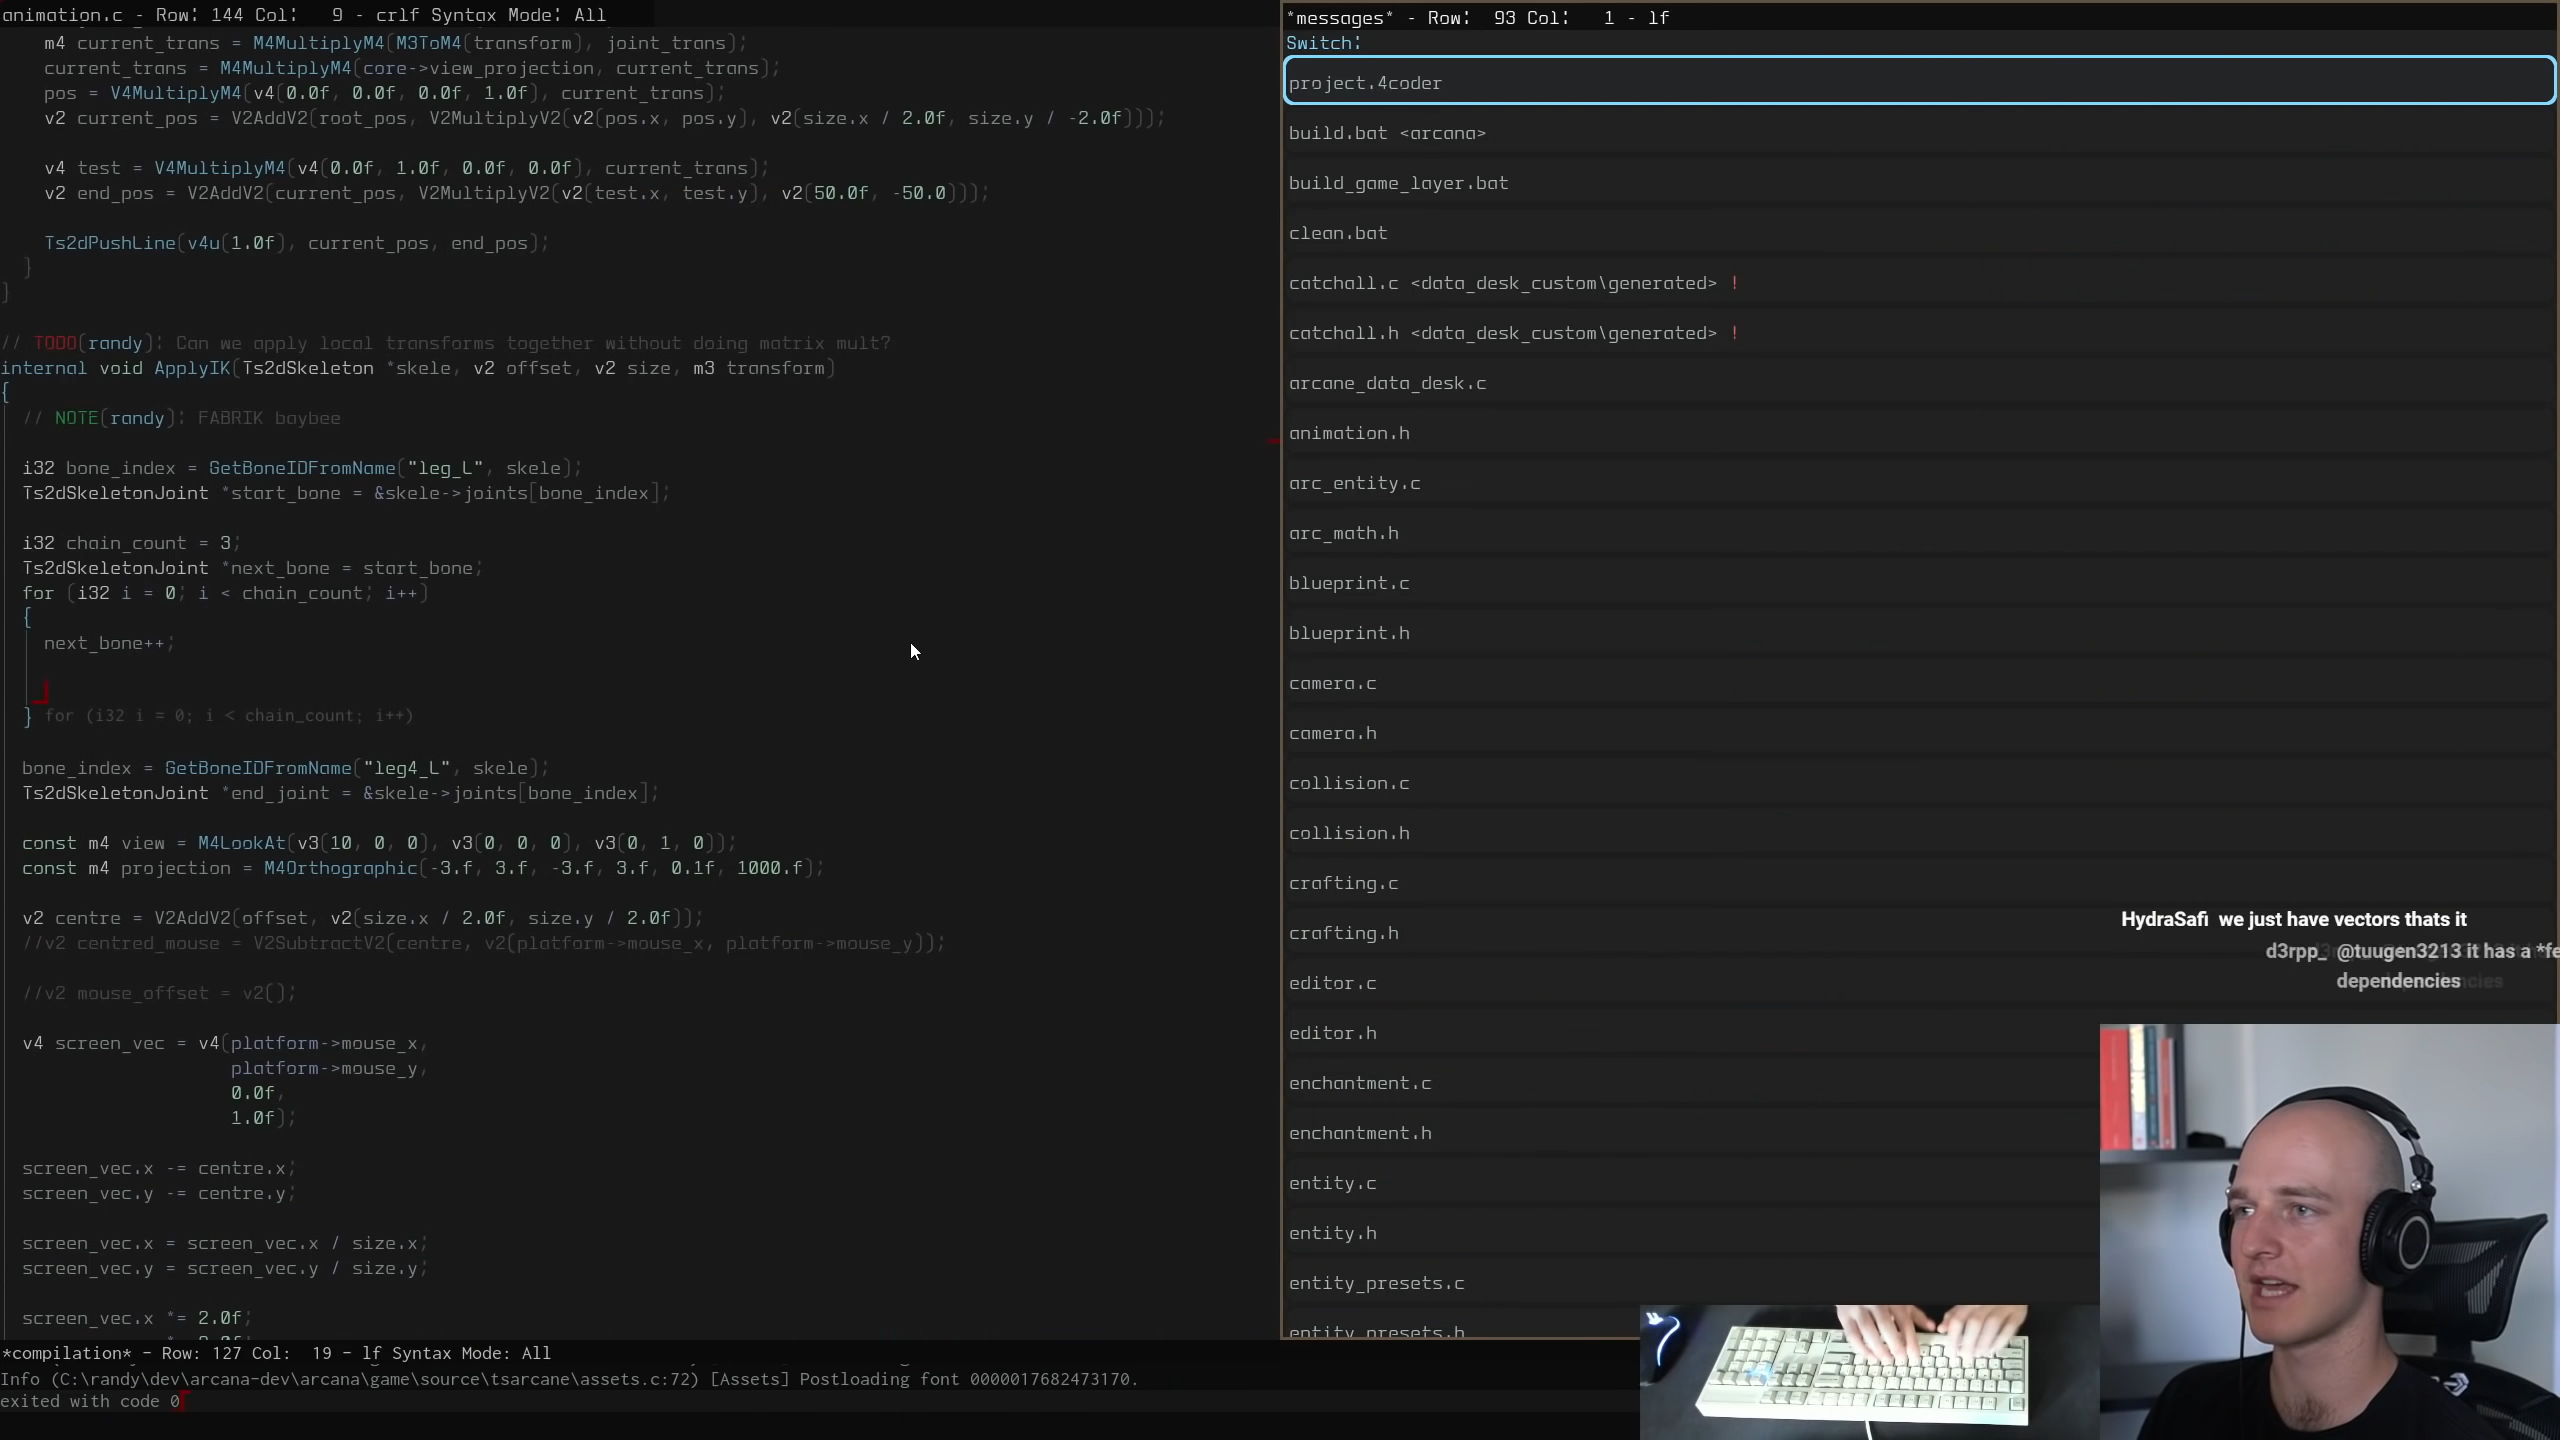 animation.c - Row: 144 Col:   9 - crlf Syntax Mode: All
    m4 current_trans = M4MultiplyM4(M3ToM4(transform), joint_trans);
    current_trans = M4MultiplyM4(core->view_projection, current_trans);
    pos = V4MultiplyM4(v4(0.0f, 0.0f, 0.0f, 1.0f), current_trans);
    v2 current_pos = V2AddV2(root_pos, V2MultiplyV2(v2(pos.x, pos.y), v2(size.x / 2.0f, size.y / -2.0f)));
    v4 test = V4MultiplyM4(v4(0.0f, 1.0f, 0.0f, 0.0f), current_trans);
    v2 end_pos = V2AddV2(current_pos, V2MultiplyV2(v2(test.x, test.y), v2(50.0f, -50.0)));
    Ts2dPushLine(v4u(1.0f), current_pos, end_pos);
  }
}
// TODO(randy): Can we apply local transforms together without doing matrix mult?
internal void ApplyIK(Ts2dSkeleton *skele, v2 offset, v2 size, m3 transform)
{
  // NOTE(randy): FABRIK baybee
  i32 bone_index = GetBoneIDFromName("leg_L", skele);
  Ts2dSkeletonJoint *start_bone = &skele->joints[bone_index];
  i32 chain_count = 3;
  Ts2dSkeletonJoint *next_bone = start_bone;
  for (i32 i = 0; i < chain_count; i++)
  {
    next_bone++;
  } for (i32 i = 0; i < chain_count; i++)
  bone_index = GetBoneIDFromName("leg4_L", skele);
  Ts2dSkeletonJoint *end_joint = &skele->joints[bone_index];
  const m4 view = M4LookAt(v3(10, 0, 0), v3(0, 0, 0), v3(0, 1, 0));
  const m4 projection = M4Orthographic(-3.f, 3.f, -3.f, 3.f, 0.1f, 1000.f);
  v2 centre = V2AddV2(offset, v2(size.x / 2.0f, size.y / 2.0f));
  //v2 centred_mouse = V2SubtractV2(centre, v2(platform->mouse_x, platform->mouse_y));
  //v2 mouse_offset = v2();
  v4 screen_vec = v4(platform->mouse_x,
                     platform->mouse_y,
                     0.0f,
                     1.0f);
  screen_vec.x -= centre.x;
  screen_vec.y -= centre.y;
  screen_vec.x = screen_vec.x / size.x;
  screen_vec.y = screen_vec.y / size.y;
  screen_vec.x *= 2.0f;
*compilation* - Row: 127 Col:  19 - lf Syntax Mode: All
Info (C:\randy\dev\arcana-dev\arcana\game\source\tsarcane\assets.c:72) [Assets] Postloading font 0000017682473170.
exited with code 0
*messages* - Row:  93 Col:   1 - lf
Switch:
project.4coder
build.bat <arcana>
build_game_layer.bat
clean.bat
catchall.c <data_desk_custom\generated> !
catchall.h <data_desk_custom\generated> !
arcane_data_desk.c
animation.h
arc_entity.c
arc_math.h
blueprint.c
blueprint.h
camera.c
camera.h
collision.c
collision.h
crafting.c
crafting.h
editor.c
editor.h
enchantment.c
enchantment.h
entity.c
entity.h
entity_presets.c
entity_presets.h
HydraSafi we just have vectors thats it
d3rpp_ @tuugen3213 it has a *fe
dependencies